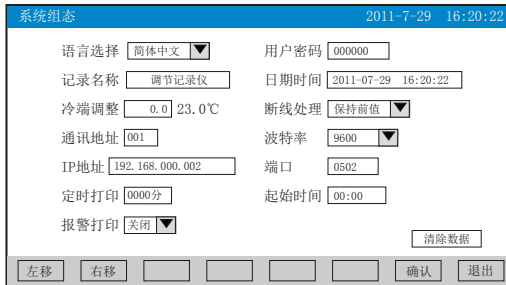 系统组态 2011-7-29 16:20:22
语言选择 简体中文 用户密码 000000
记录名称 调节记录仪 日期时间 2011-07-29 16:20:22
冷端调整 0.0 23.0℃ 断线处理 保持前值
通讯地址 001 波特率 9600
IP地址 192.168.000.002 端口 0502
定时打印 0000分 起始时间 00:00
报警打印 关闭
清除数据
左移 右移 确认 退出